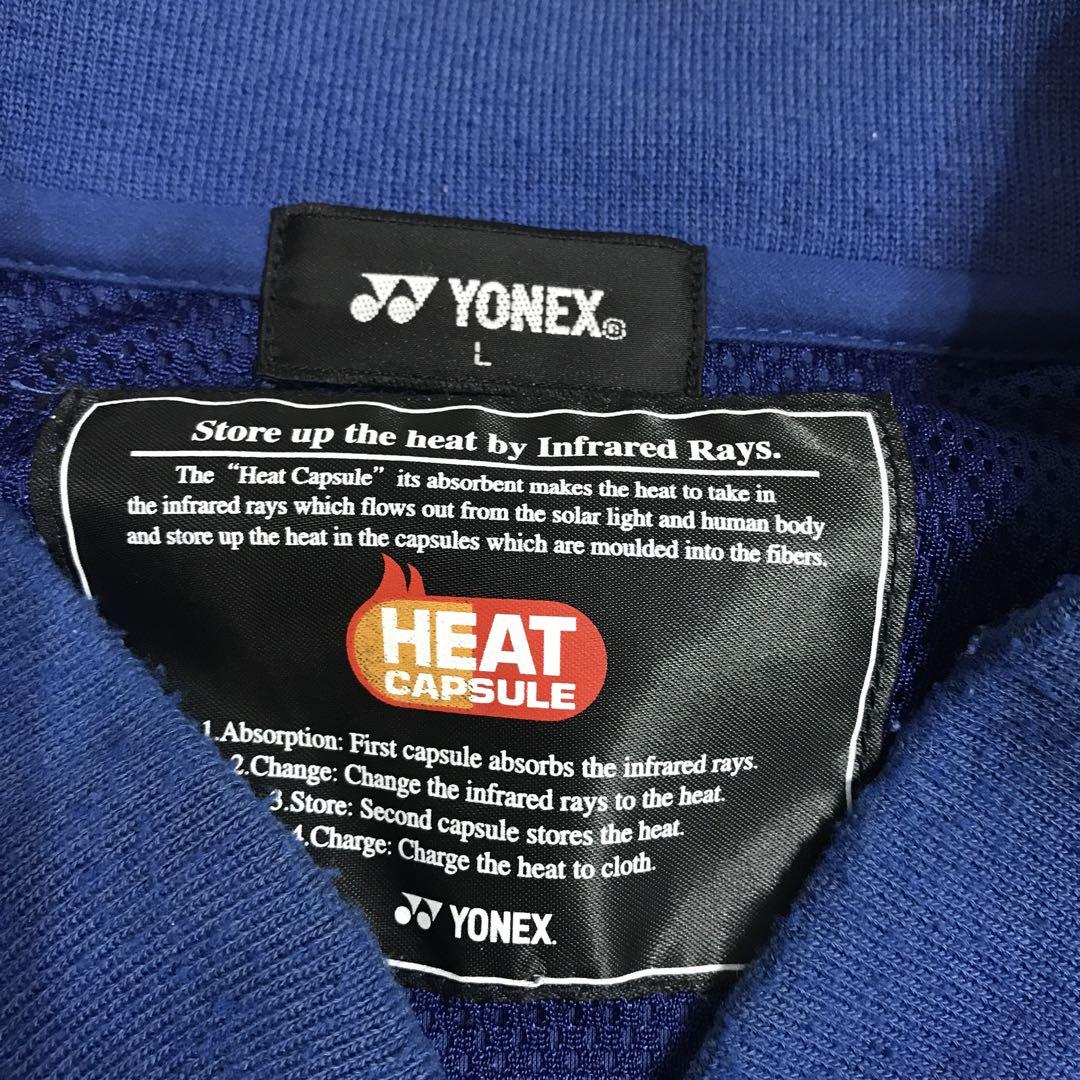 YONEX®
L
Store up the heat by Infrared Rays.
The “Heat Capsule” its absorbent makes the heat to take in
the infrared rays which flows out from the solar light and human body
and store up the heat in the capsules which are moulded into the fibers.
HEAT
CAPSULE
1.Absorption: First capsule absorbs the infrared rays.
2.Change: Change the infrared rays to the heat.
3.Store: Second capsule stores the heat.
4.Charge: Charge the heat to cloth.
YONEX.